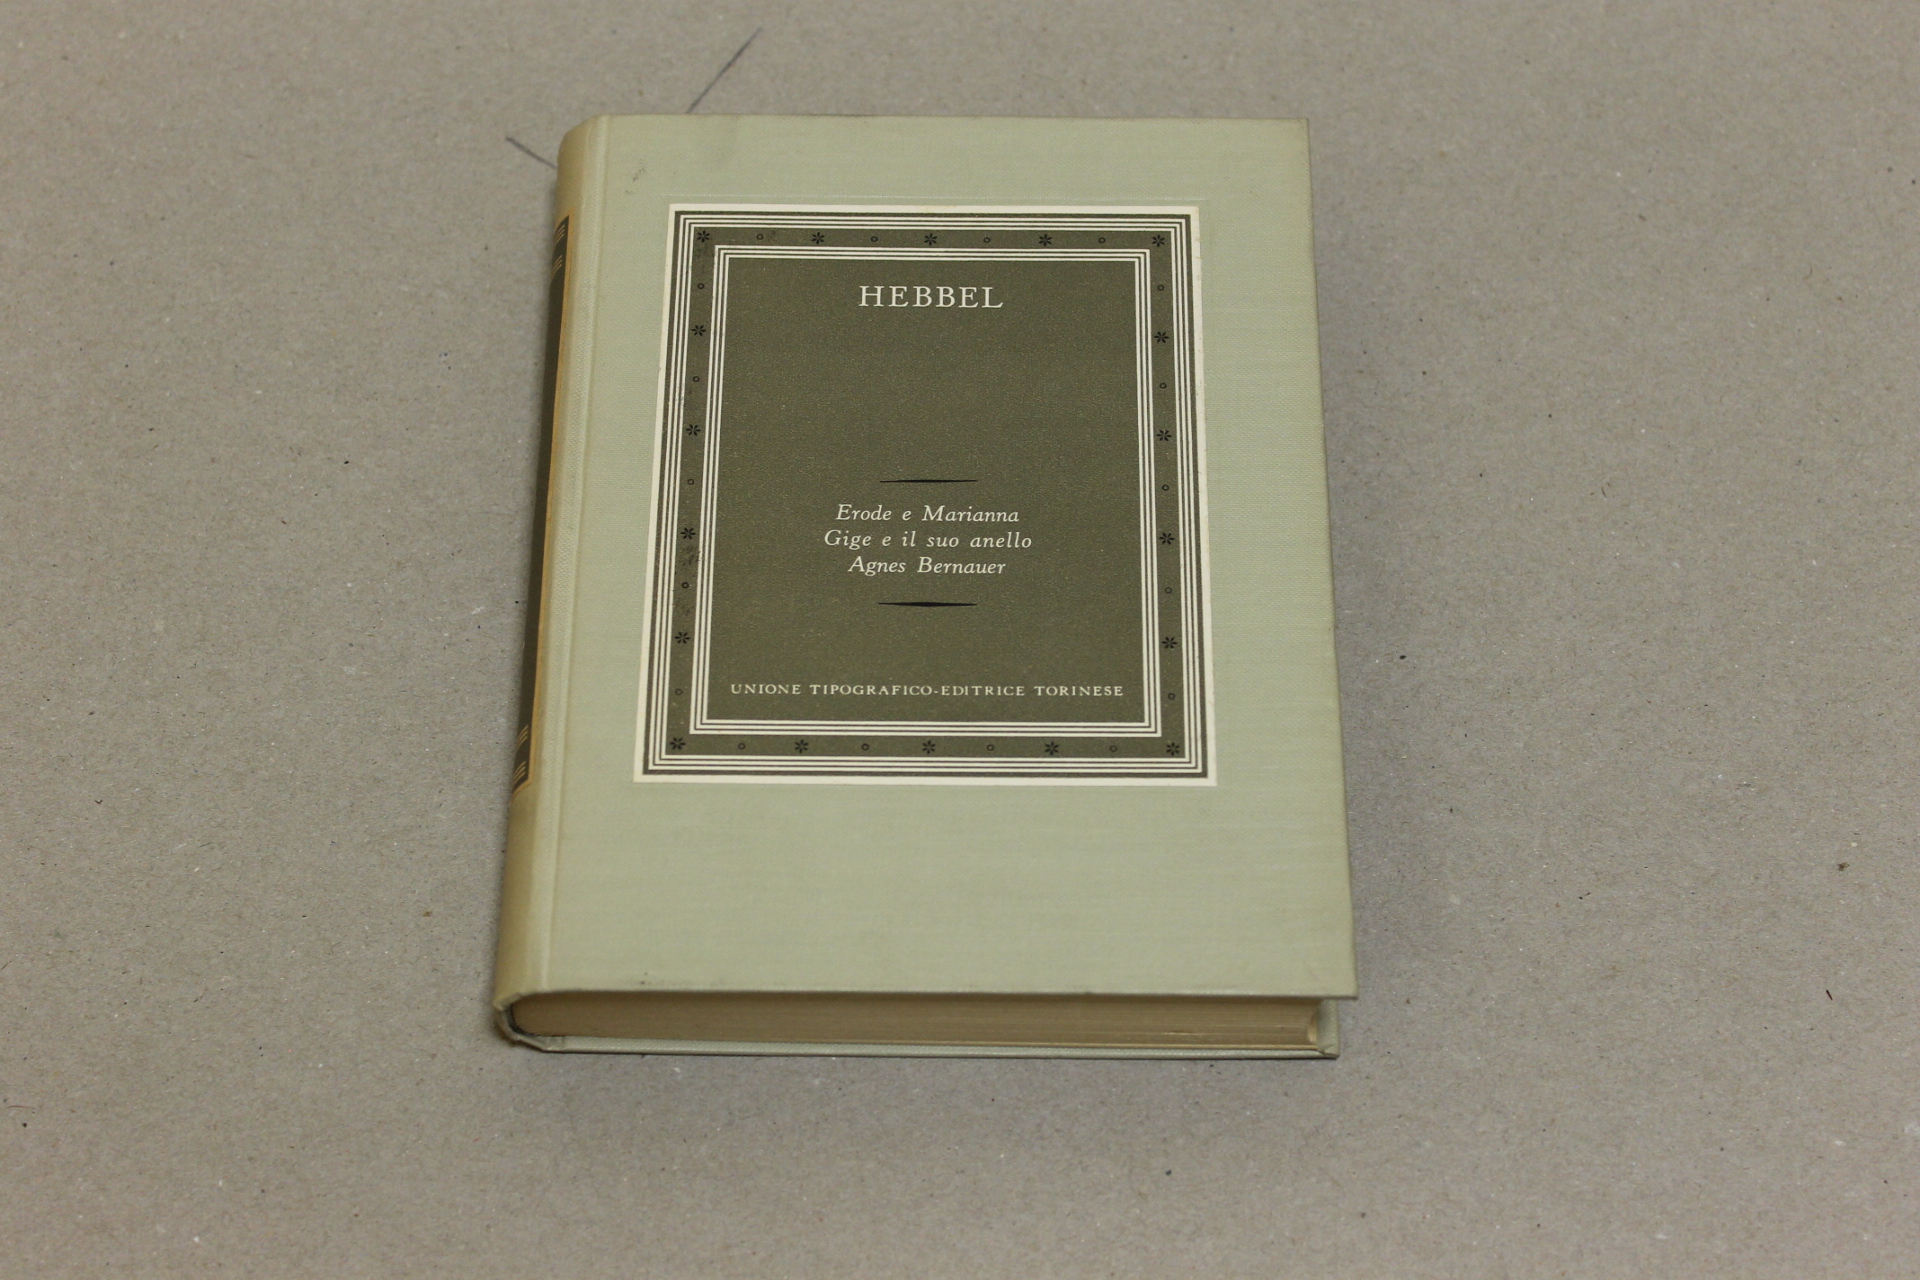 HEBBEL
Erode e Marianna
Gige e il suo anello
Agnes Bernauer
UNIONE TIPOGRAFICO-EDITRICE TORINESE